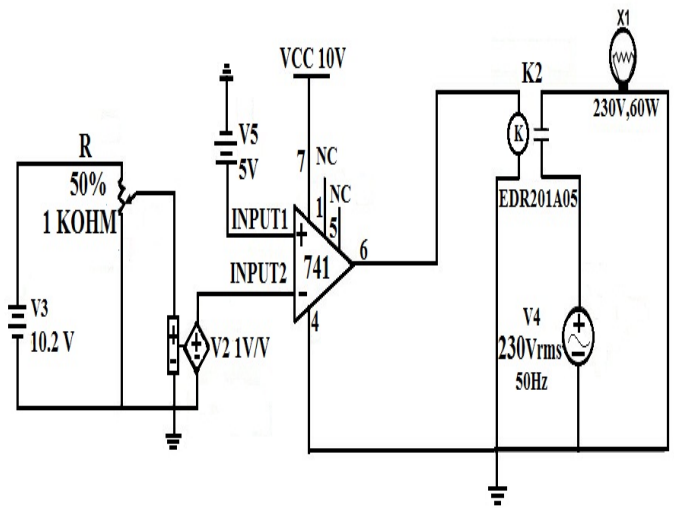 X1
VCC 10V
K2
230V,60W
V5
5V
R
50%
1 KOHM
7
NC
NC
1
5
K
EDR201A05
INPUT1
+
741
6
INPUT2
-
4
V3
10.2 V
+
-
+
-
V2 1V/V
V4
230Vrms
50Hz
+
-